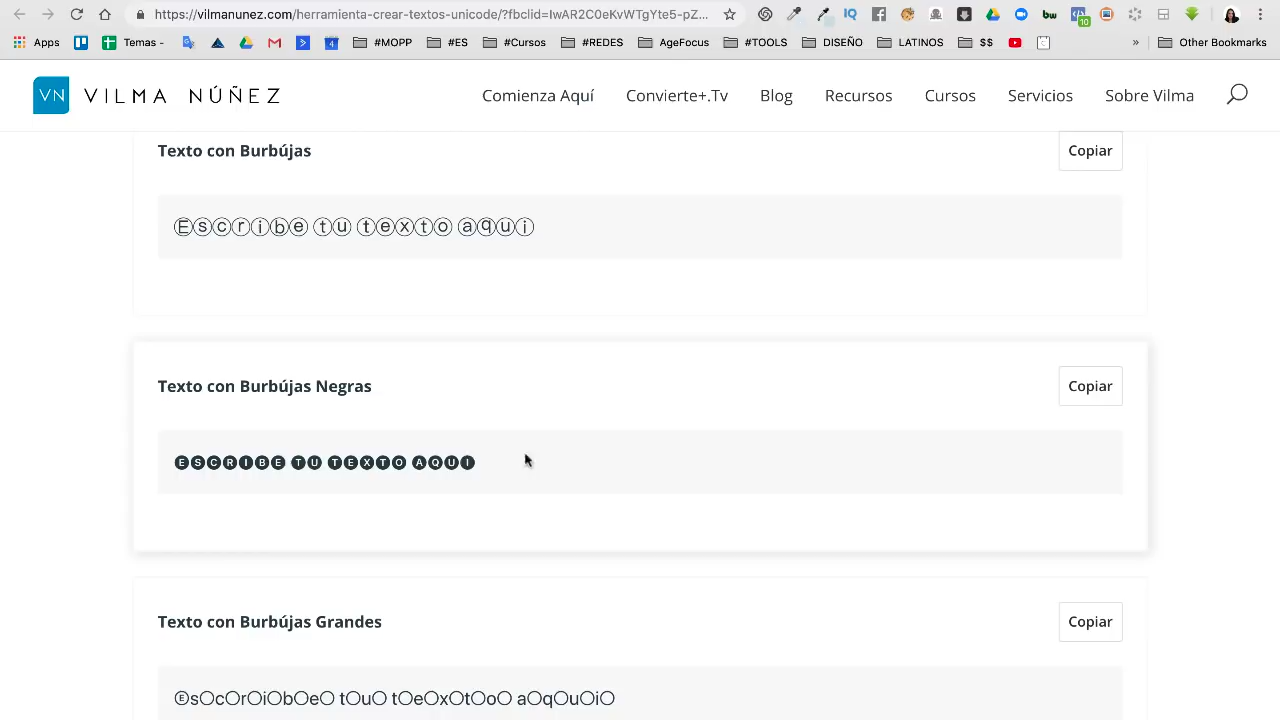 https://vilmanunez.com/herramienta-crear-textos-unicode/?fbclid=IwAR2C0eKvWTgYte5-pZ...
Apps Temas - #MOPP #ES #Cursos #REDES AgeFocus #TOOLS DISEÑO LATINOS $$ » Other Bookmarks
VN VILMA NÚÑEZ Comienza Aquí Convierte+.Tv Blog Recursos Cursos Servicios Sobre Vilma
Texto con Burbújas Copiar
Ⓔⓢⓒⓡⓘⓑⓔ ⓣⓤ ⓣⓔⓧⓣⓞ ⓐⓠⓤⓘ
Texto con Burbújas Negras Copiar
🅔🅢🅒🅡🅘🅑🅔 🅣🅤 🅣🅔🅧🅣🅞 🅐🅠🅤🅘
Texto con Burbújas Grandes Copiar
Ⓔs⃝c⃝r⃝i⃝b⃝e⃝ t⃝u⃝ t⃝e⃝x⃝t⃝o⃝ a⃝q⃝u⃝i⃝